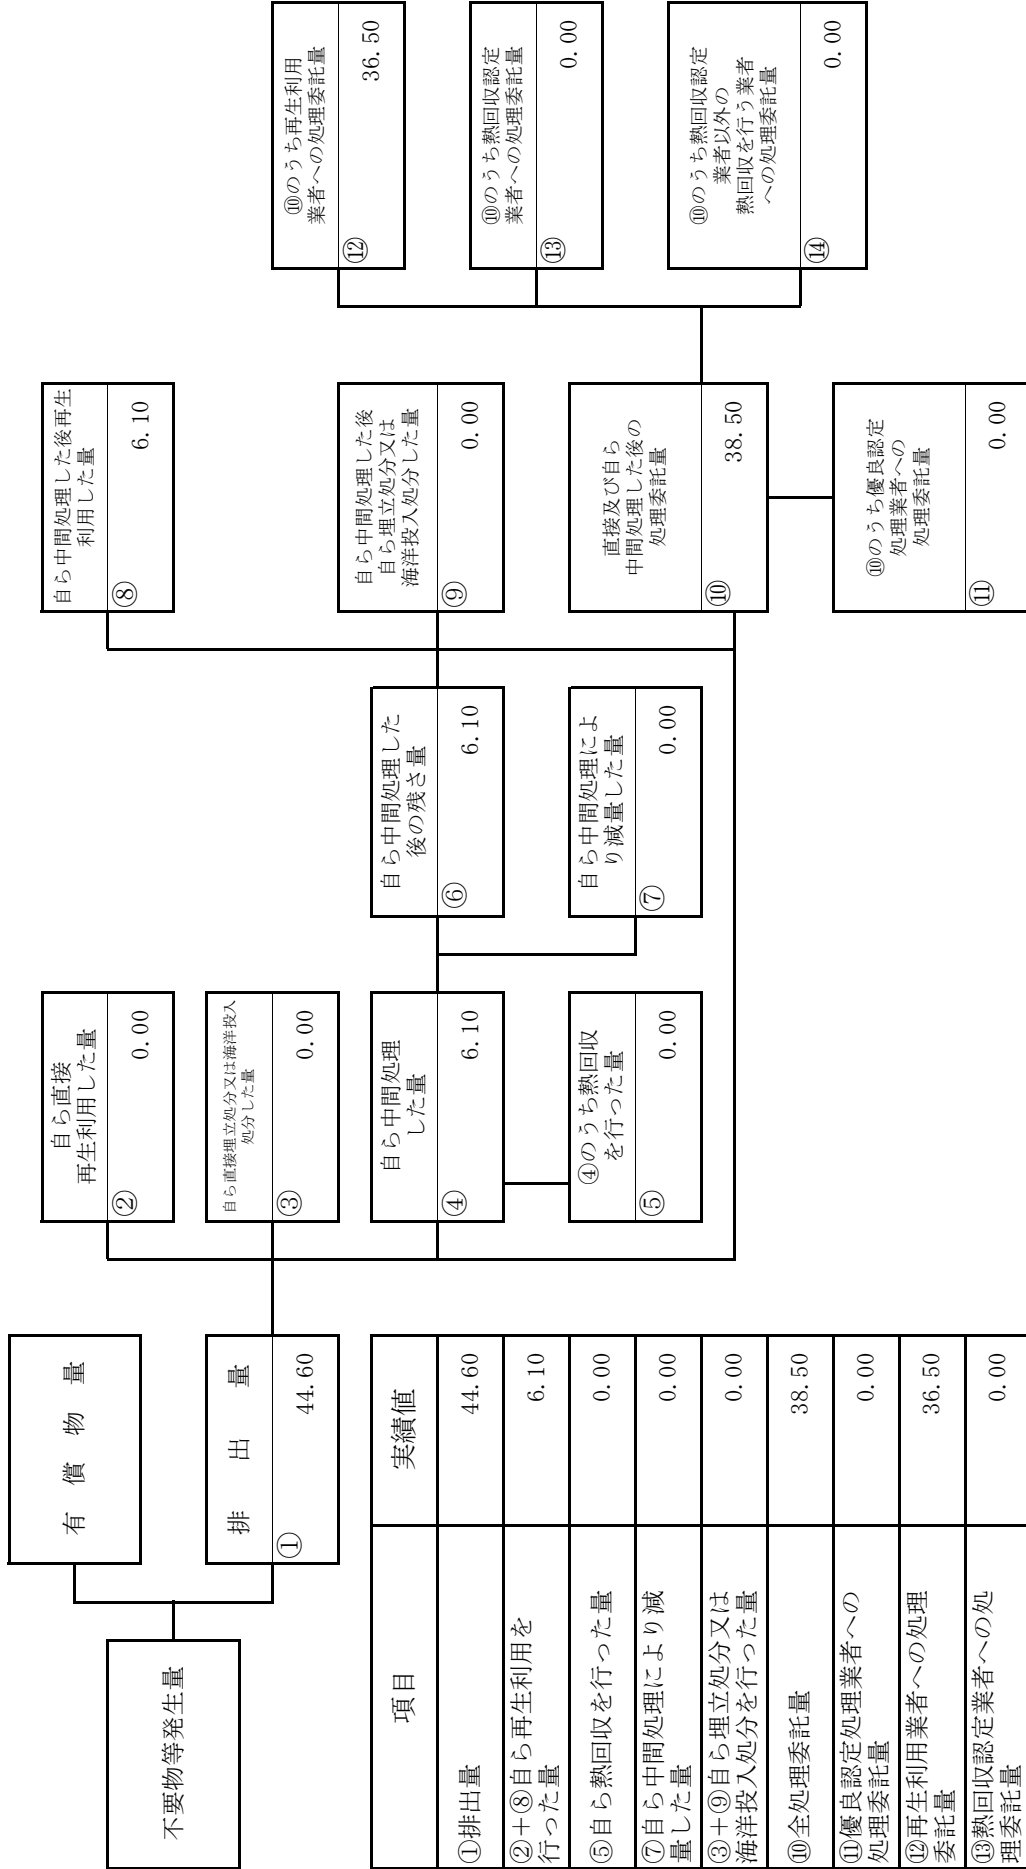 不要物等発生量
有償物量
排出量
①
44.60
自ら直接
再生利用した量
②
0.00
自ら直接埋立処分又は海洋投入
処分した量
③
0.00
自ら中間処理
した量
④
6.10
④のうち熱回収
を行った量
⑤
0.00
自ら中間処理した
後の残さ量
⑥
6.10
自ら中間処理によ
り減量した量
⑦
0.00
自ら中間処理した後再生
利用した量
⑧
6.10
自ら中間処理した後
自ら埋立処分又は
海洋投入処分した量
⑨
0.00
直接及び自ら
中間処理した後の
処理委託量
⑩
38.50
⑩のうち優良認定
処理業者への
処理委託量
⑪
0.00
⑩のうち再生利用
業者への処理委託量
⑫
36.50
⑩のうち熱回収認定
業者への処理委託量
⑬
0.00
⑩のうち熱回収認定
業者以外の
熱回収を行う業者
への処理委託量
⑭
0.00
項目
実績値
①排出量
44.60
②＋⑧自ら再生利用を
行った量
6.10
⑤自ら熱回収を行った量
0.00
⑦自ら中間処理により減
量した量
0.00
③＋⑨自ら埋立処分又は
海洋投入処分を行った量
0.00
⑩全処理委託量
38.50
⑪優良認定処理業者への
処理委託量
0.00
⑫再生利用業者への処理
委託量
36.50
⑬熱回収認定業者への処
理委託量
0.00